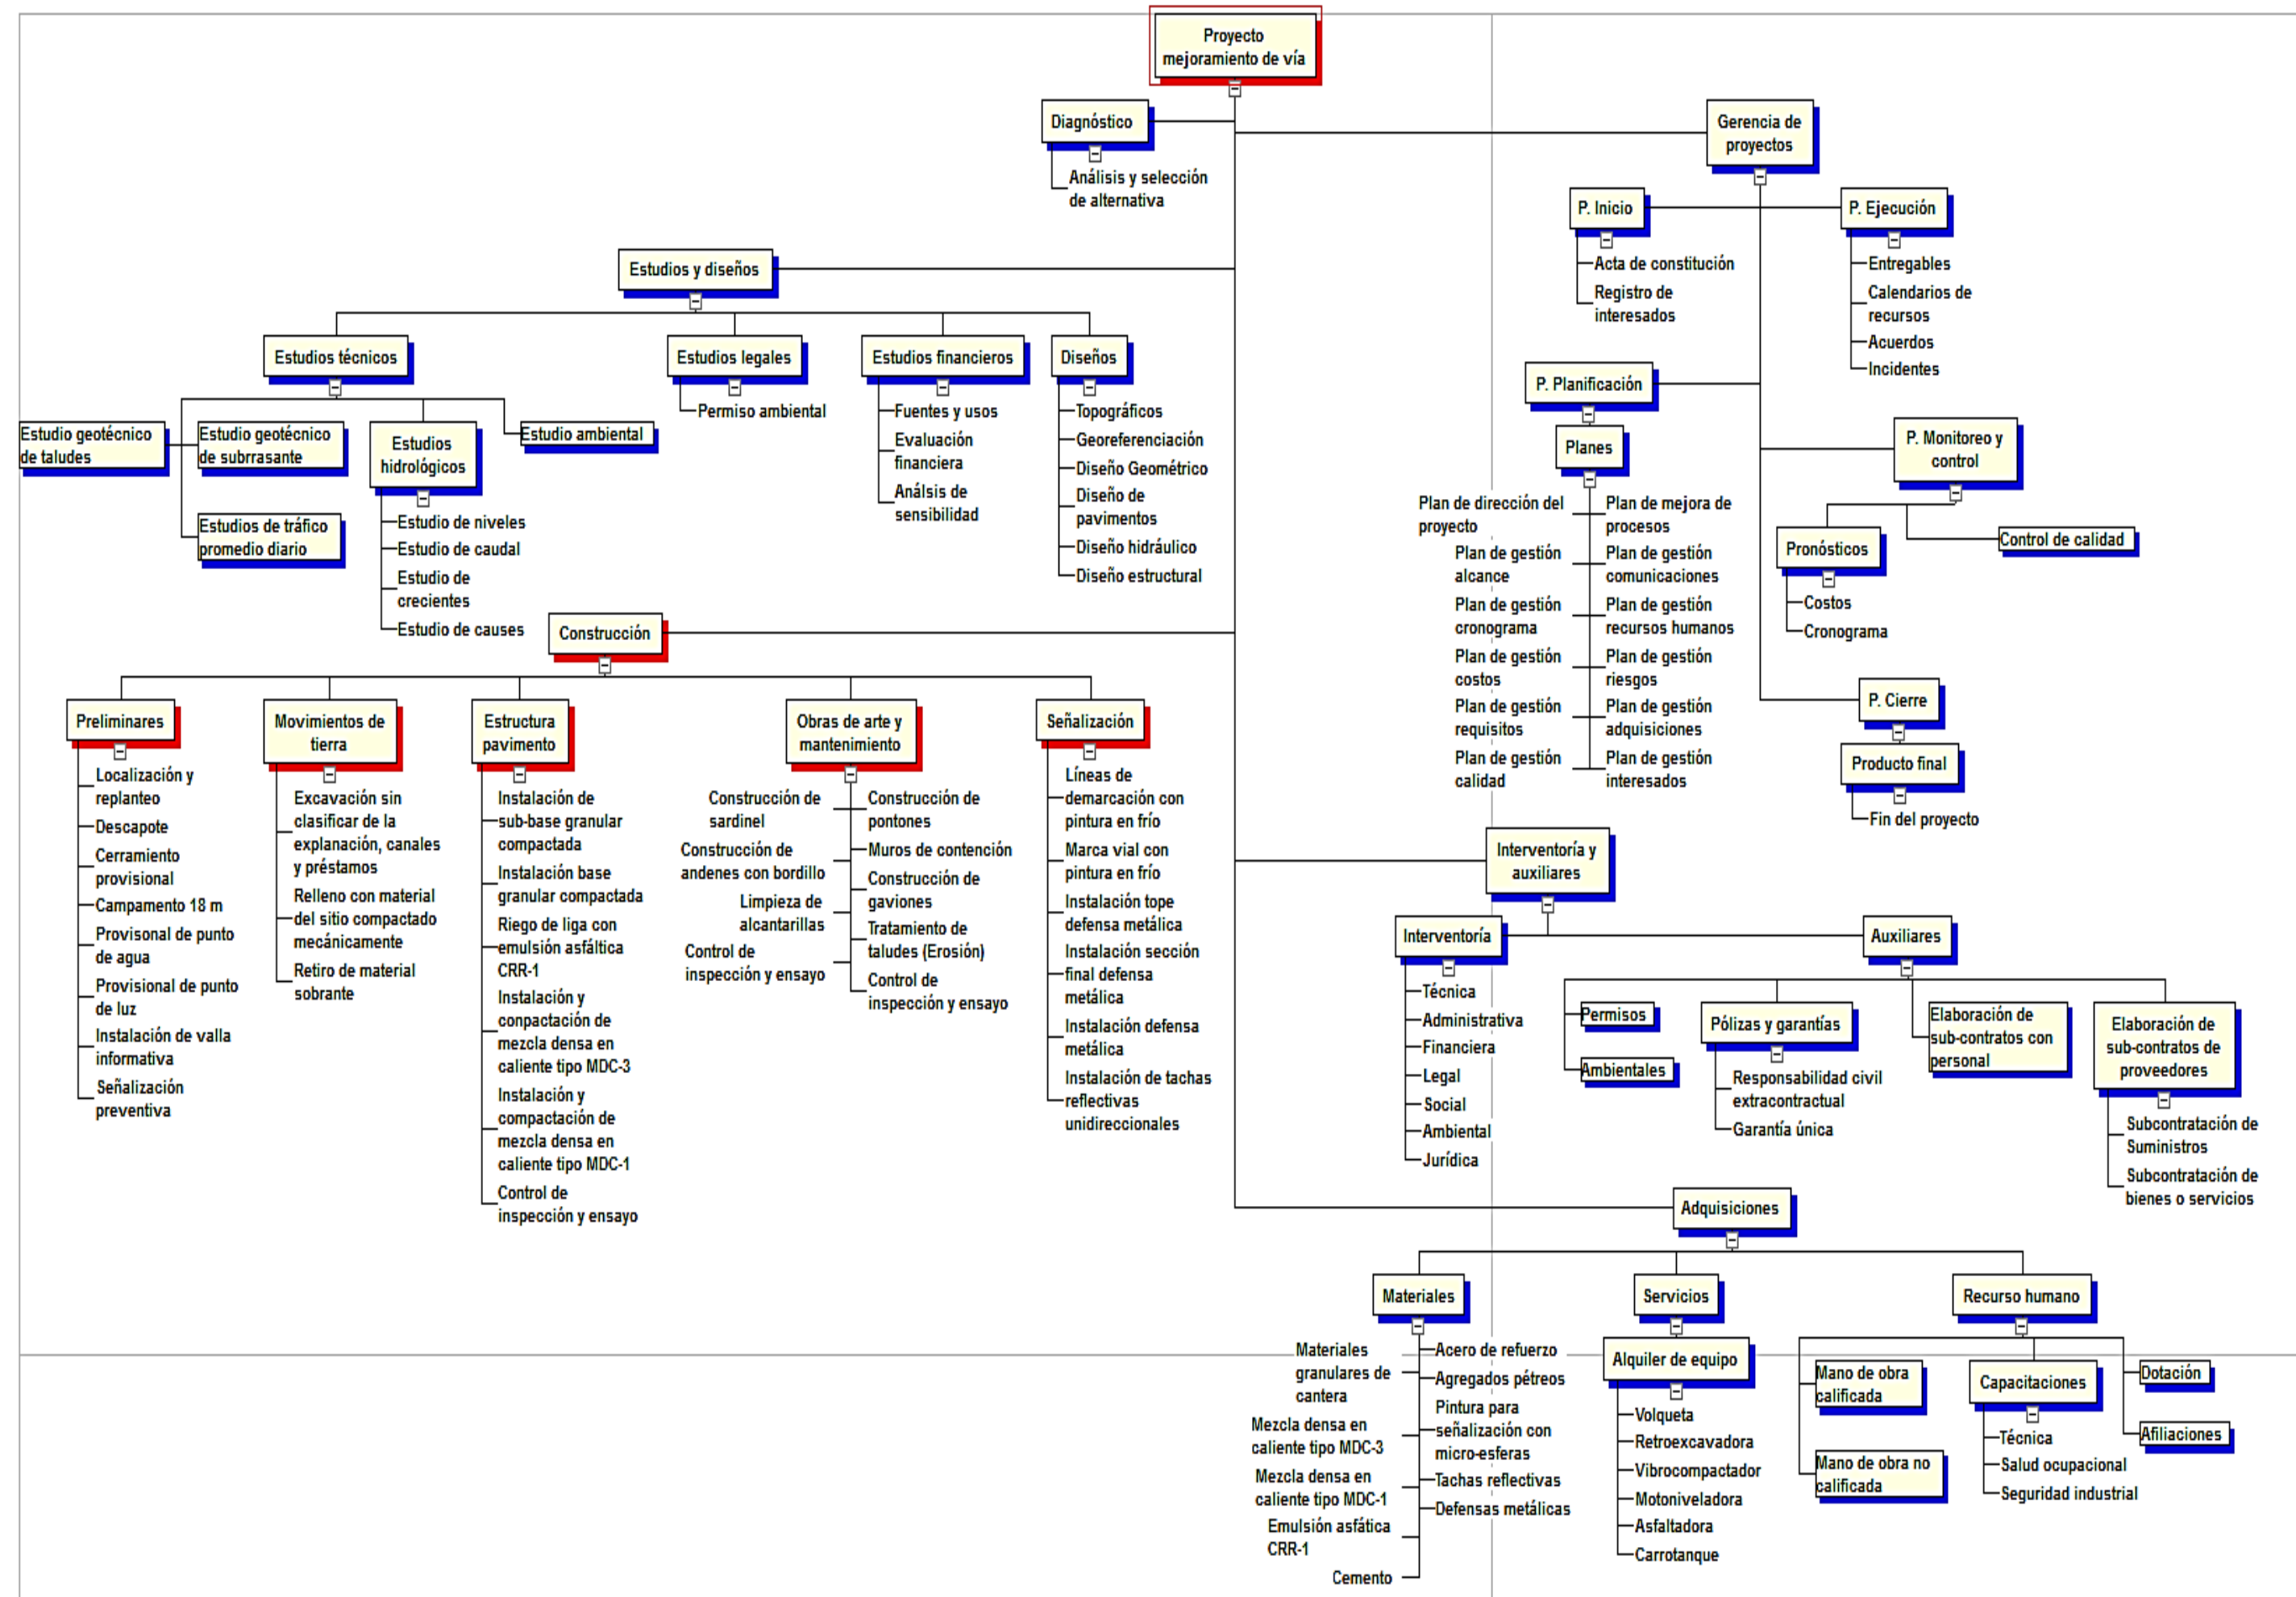 Proyecto
mejoramiento de vía
Diagnóstico
Análisis y selección
de alternativa
Gerencia de
proyectos
P. Inicio
Acta de constitución
Registro de
interesados
P. Ejecución
Entregables
Calendarios de
recursos
Acuerdos
Incidentes
P. Planificación
Planes
Plan de dirección del
proyecto
Plan de gestión
alcance
Plan de gestión
cronograma
Plan de gestión
costos
Plan de gestión
requisitos
Plan de gestión
calidad
Plan de mejora de
procesos
Plan de gestión
comunicaciones
Plan de gestión
recursos humanos
Plan de gestión
riesgos
Plan de gestión
adquisiciones
Plan de gestión
interesados
P. Monitoreo y
control
Pronósticos
Costos
Cronograma
Control de calidad
P. Cierre
Producto final
Fin del proyecto
Estudios y diseños
Estudios técnicos
Estudio geotécnico
de taludes
Estudio geotécnico
de subrrasante
Estudios de tráfico
promedio diario
Estudios
hidrológicos
Estudio de niveles
Estudio de caudal
Estudio de
crecientes
Estudio de causes
Estudio ambiental
Estudios legales
Permiso ambiental
Estudios financieros
Fuentes y usos
Evaluación
financiera
Análsis de
sensibilidad
Diseños
Topográficos
Georeferenciación
Diseño Geométrico
Diseño de
pavimentos
Diseño hidráulico
Diseño estructural
Construcción
Preliminares
Localización y
replanteo
Descapote
Cerramiento
provisional
Campamento 18 m
Provisonal de punto
de agua
Provisional de punto
de luz
Instalación de valla
informativa
Señalización
preventiva
Movimientos de
tierra
Excavación sin
clasificar de la
explanación, canales
y préstamos
Relleno con material
del sitio compactado
mecánicamente
Retiro de material
sobrante
Estructura
pavimento
Instalación de
sub-base granular
compactada
Instalación base
granular compactada
Riego de liga con
emulsión asfáltica
CRR-1
Instalación y
conpactación de
mezcla densa en
caliente tipo MDC-3
Instalación y
compactación de
mezcla densa en
caliente tipo MDC-1
Control de
inspección y ensayo
Obras de arte y
mantenimiento
Construcción de
sardinel
Construcción de
andenes con bordillo
Limpieza de
alcantarillas
Control de
inspección y ensayo
Construcción de
pontones
Muros de contención
Construcción de
gaviones
Tratamiento de
taludes (Erosión)
Control de
inspección y ensayo
Señalización
Líneas de
demarcación con
pintura en frío
Marca vial con
pintura en frío
Instalación tope
defensa metálica
Instalación sección
final defensa
metálica
Instalación defensa
metálica
Instalación de tachas
reflectivas
unidireccionales
Interventoría y
auxiliares
Interventoría
Técnica
Administrativa
Financiera
Legal
Social
Ambiental
Jurídica
Auxiliares
Permisos
Ambientales
Pólizas y garantías
Responsabilidad civil
extracontractual
Garantía única
Elaboración de
sub-contratos con
personal
Elaboración de
sub-contratos de
proveedores
Subcontratación de
Suministros
Subcontratación de
bienes o servicios
Adquisiciones
Materiales
Materiales
granulares de
cantera
Mezcla densa en
caliente tipo MDC-3
Mezcla densa en
caliente tipo MDC-1
Emulsión asfática
CRR-1
Cemento
Acero de refuerzo
Agregados pétreos
Pintura para
señalización con
micro-esferas
Tachas reflectivas
Defensas metálicas
Servicios
Alquiler de equipo
Volqueta
Retroexcavadora
Vibrocompactador
Motoniveladora
Asfaltadora
Carrotanque
Recurso humano
Mano de obra
calificada
Mano de obra no
calificada
Capacitaciones
Técnica
Salud ocupacional
Seguridad industrial
Dotación
Afiliaciones